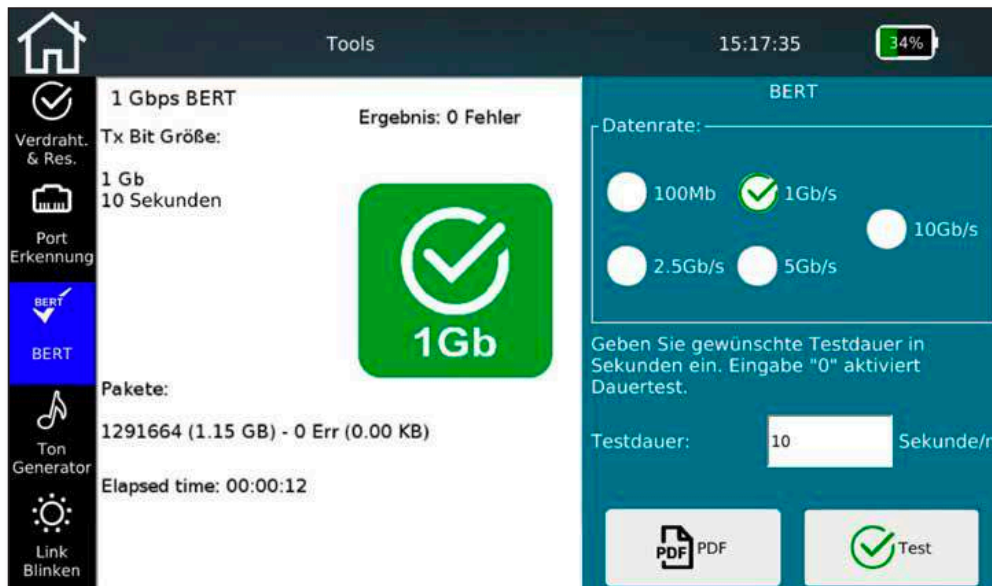 Tools
15:17:35
34%
Verdraht.
& Res.
Port
Erkennung
BERT
BERT
Ton
Generator
Link
Blinken
1 Gbps BERT
Ergebnis: 0 Fehler
Tx Bit Größe:
1 Gb
10 Sekunden
1Gb
Pakete:
1291664 (1.15 GB) - 0 Err (0.00 KB)
Elapsed time: 00:00:12
BERT
Datenrate:
100Mb
1Gb/s
10Gb/s
2.5Gb/s
5Gb/s
Geben Sie gewünschte Testdauer in
Sekunden ein. Eingabe "0" aktiviert
Dauertest.
Testdauer:
10
Sekunde/r
PDF
PDF
Test